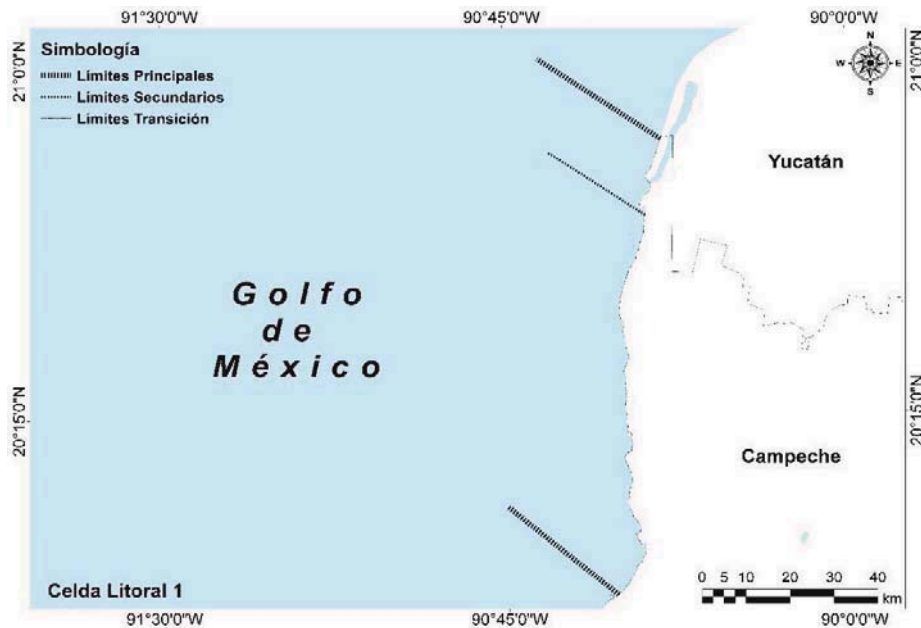 91°30'0"W 90°45'0"W 90°0'0"W
Simbología
Límites Principales
Límites Secundarios
Límites Transición
N
W E
S
21°0'0"N
21°0'0"N
Yucatán
Golfo
de
México
20°15'0"N
20°15'0"N
Campeche
Celda Litoral 1
0 5 10 20 30 40
km
91°30'0"W 90°45'0"W 90°0'0"W